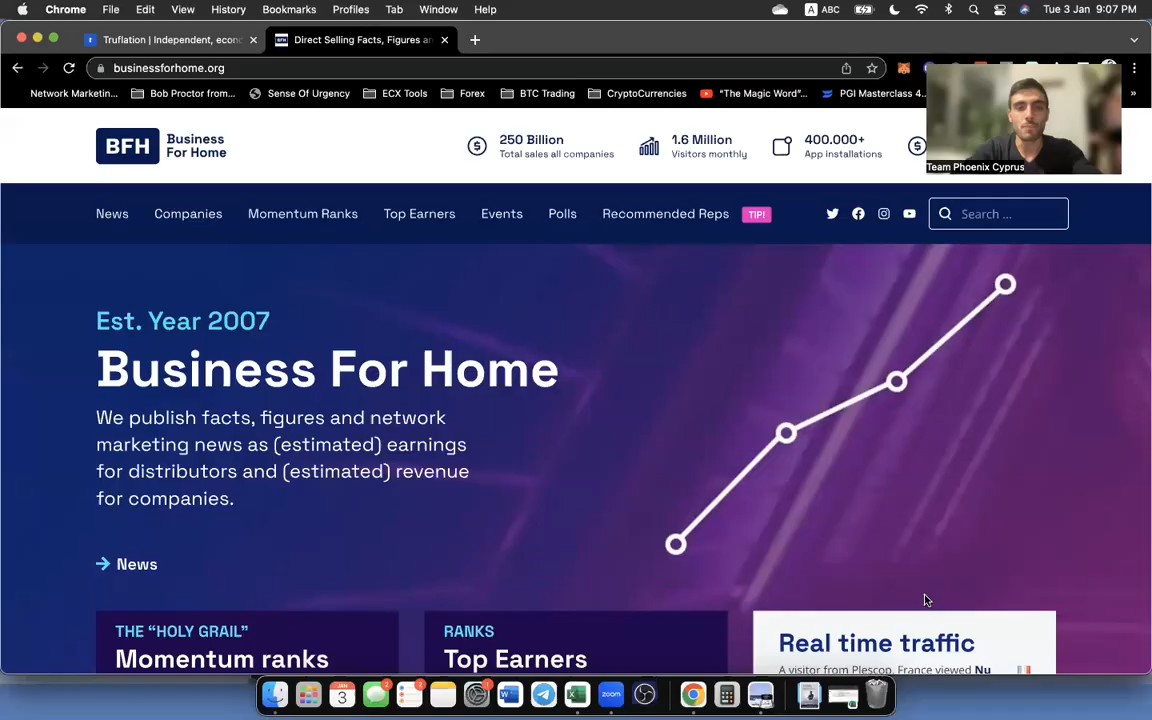 Chrome File Edit View History Bookmarks Profiles Tab Window Help
A ABC
Tue 3 Jan 9:07 PM
Truflation | Independent, econ
Direct Selling Facts, Figures an
businessforhome.org
Network Marketin...
Bob Proctor from...
Sense Of Urgency
ECX Tools
Forex
BTC Trading
CryptoCurrencies
"The Magic Word"...
PGI Masterclass 4...
»
Team Phoenix Cyprus
BFH
Business
For Home
250 Billion
Total sales all companies
1.6 Million
Visitors monthly
400.000+
App installations
News
Companies
Momentum Ranks
Top Earners
Events
Polls
Recommended Reps
TIP!
Search ...
Est. Year 2007
Business For Home
We publish facts, figures and network
marketing news as (estimated) earnings
for distributors and (estimated) revenue
for companies.
News
THE “HOLY GRAIL”
Momentum ranks
RANKS
Top Earners
Real time traffic
A visitor from Plescop, France viewed Nu
JAN
3
zoom